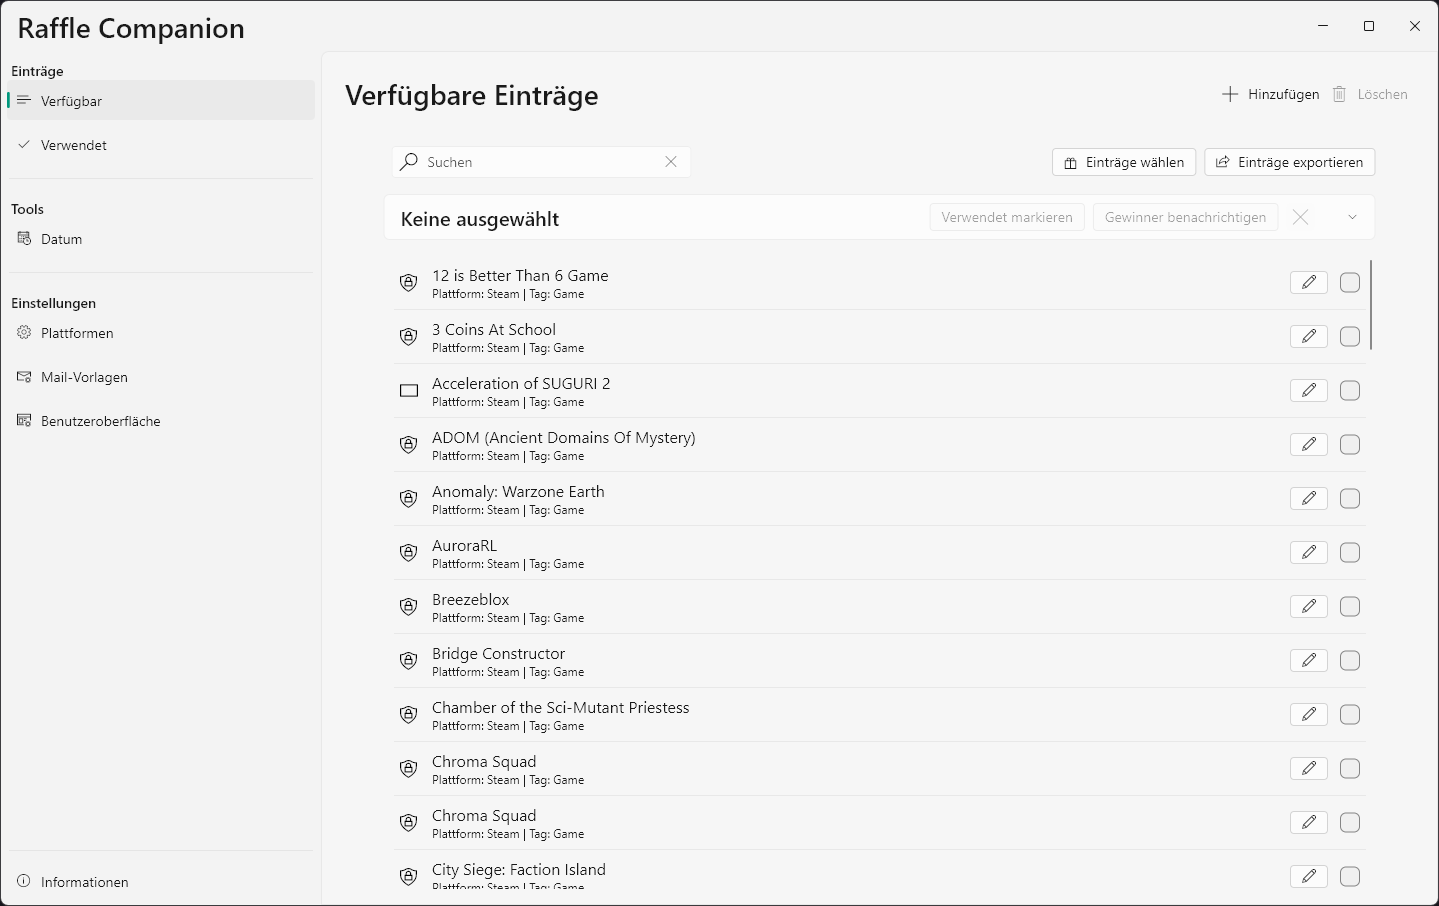 Raffle Companion
Einträge
Verfügbar
Verwendet
Tools
Datum
Einstellungen
Plattformen
Mail-Vorlagen
Benutzeroberfläche
Informationen
Verfügbare Einträge
Hinzufügen
Löschen
Suchen
Einträge wählen
Einträge exportieren
Keine ausgewählt
Verwendet markieren
Gewinner benachrichtigen
12 is Better Than 6 Game
Plattform: Steam | Tag: Game
3 Coins At School
Plattform: Steam | Tag: Game
Acceleration of SUGURI 2
Plattform: Steam | Tag: Game
ADOM (Ancient Domains Of Mystery)
Plattform: Steam | Tag: Game
Anomaly: Warzone Earth
Plattform: Steam | Tag: Game
AuroraRL
Plattform: Steam | Tag: Game
Breezeblox
Plattform: Steam | Tag: Game
Bridge Constructor
Plattform: Steam | Tag: Game
Chamber of the Sci-Mutant Priestess
Plattform: Steam | Tag: Game
Chroma Squad
Plattform: Steam | Tag: Game
Chroma Squad
Plattform: Steam | Tag: Game
City Siege: Faction Island
Plattform: Steam | Tag: Game